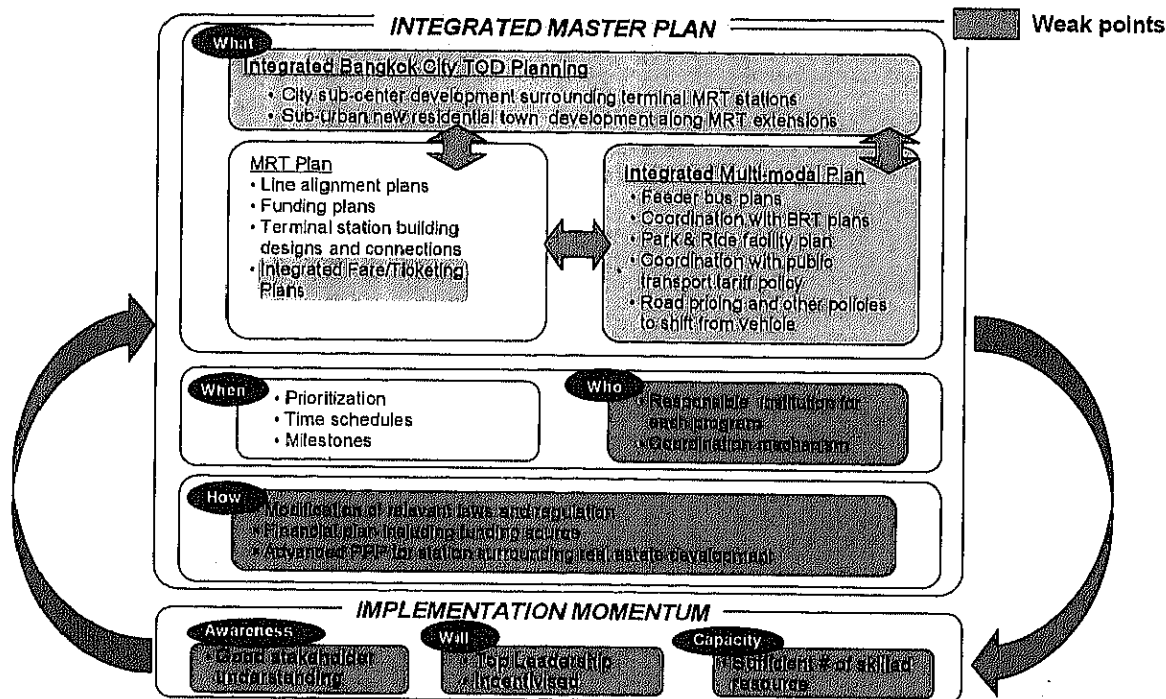 INTEGRATED MASTER PLAN
Weak points
What
Integrated Bangkok City TOD Planning
• City sub-center development surrounding terminal MRT stations
• Sub-urban new residential town development along MRT extensions
MRT Plan
• Line alignment plans
• Funding plans
• Terminal station building
designs and connections
• Integrated Fare/Ticketing
Plans
Integrated Multi-modal Plan
• Feeder bus plans
• Coordination with BRT plans
• Park & Ride facility plan
• Coordination with public
transport tariff policy
• Road pricing and other policies
to shift from vehicle
When
• Prioritization
• Time schedules
• Milestones
Who
• Responsible institution for
each program
• Coordination mechanism
How
• Modification of relevant laws and regulation
• Financial plan including funding source
• Advanced PPP for station surrounding real estate development
IMPLEMENTATION MOMENTUM
Awareness
• Good stakeholder
understanding
Will
• Top Leadership
• Incentivised
Capacity
• Sufficient # of skilled
resource